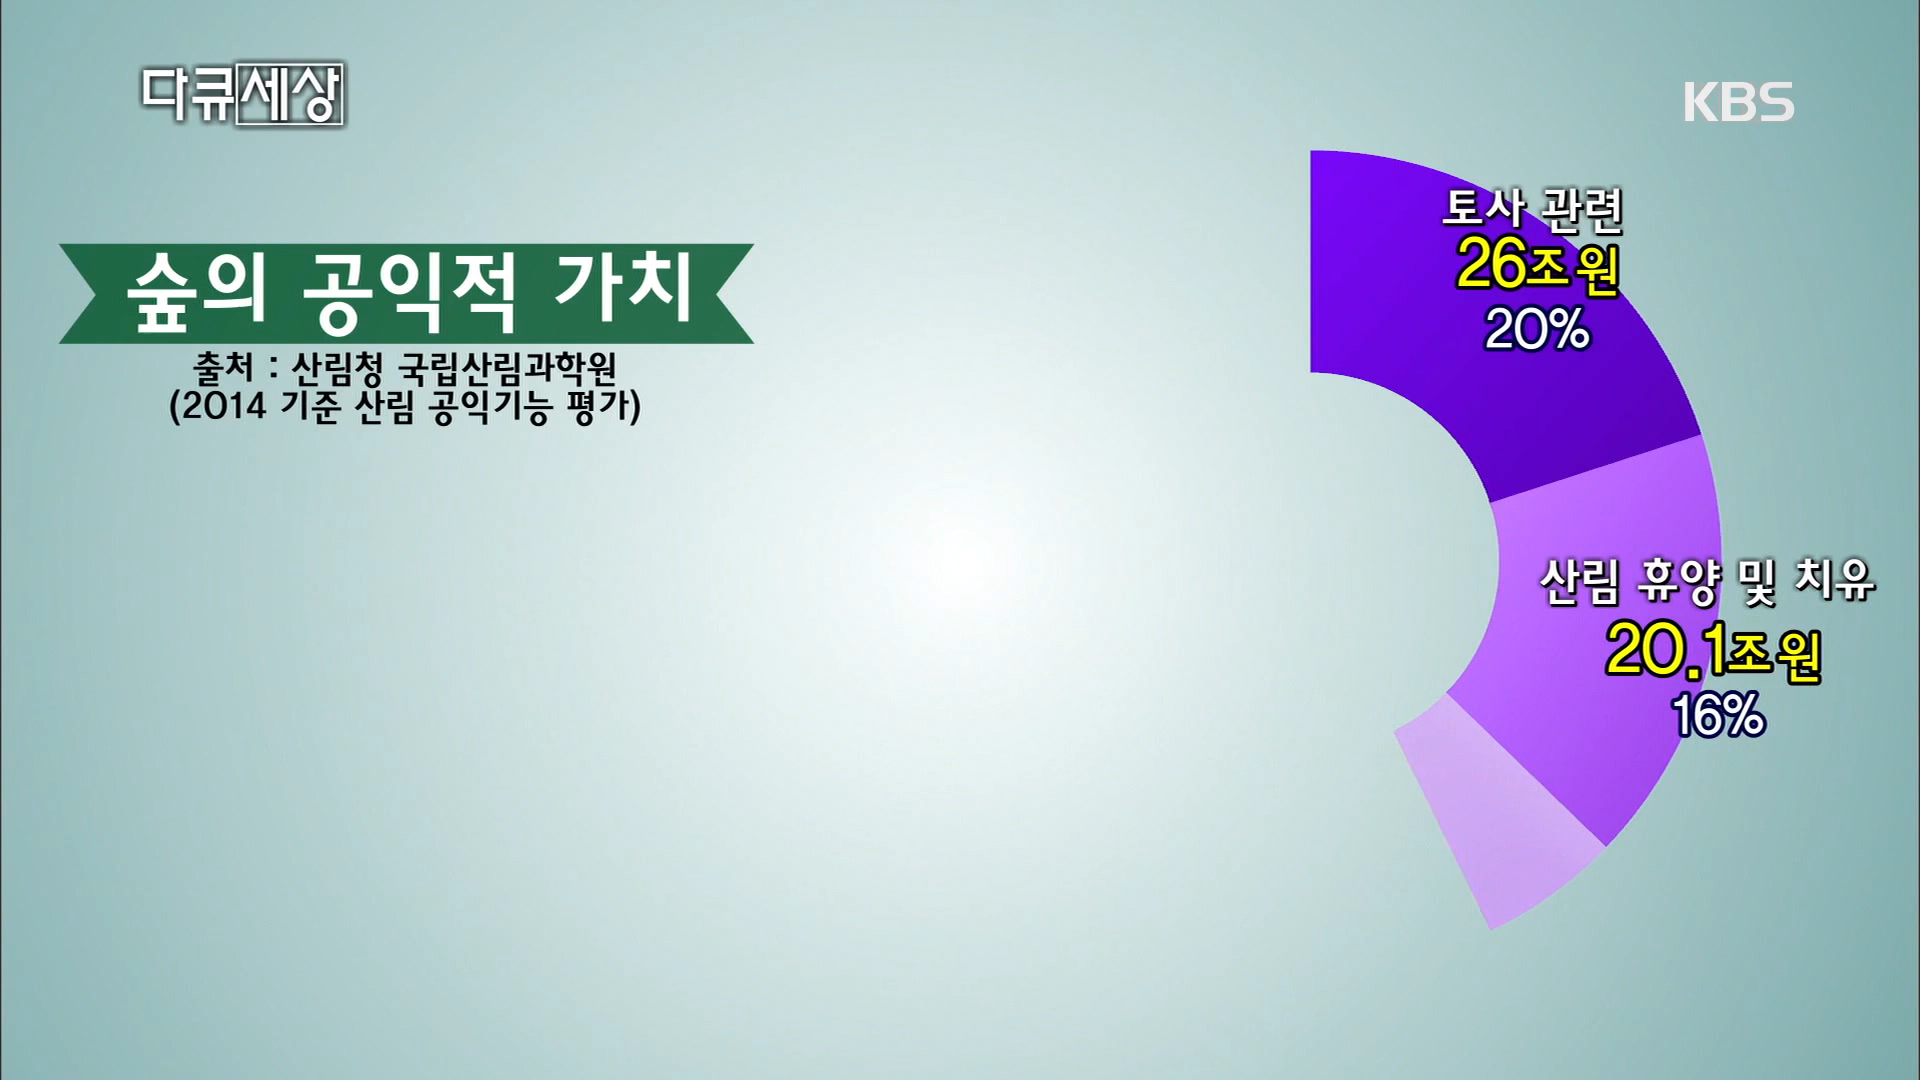 다큐세상
KBS
숲의 공익적 가치
출처 : 산림청 국립산림과학원
(2014 기준 산림 공익기능 평가)
토사 관련
26조 원
20%
산림 휴양 및 치유
20.1조 원
16%